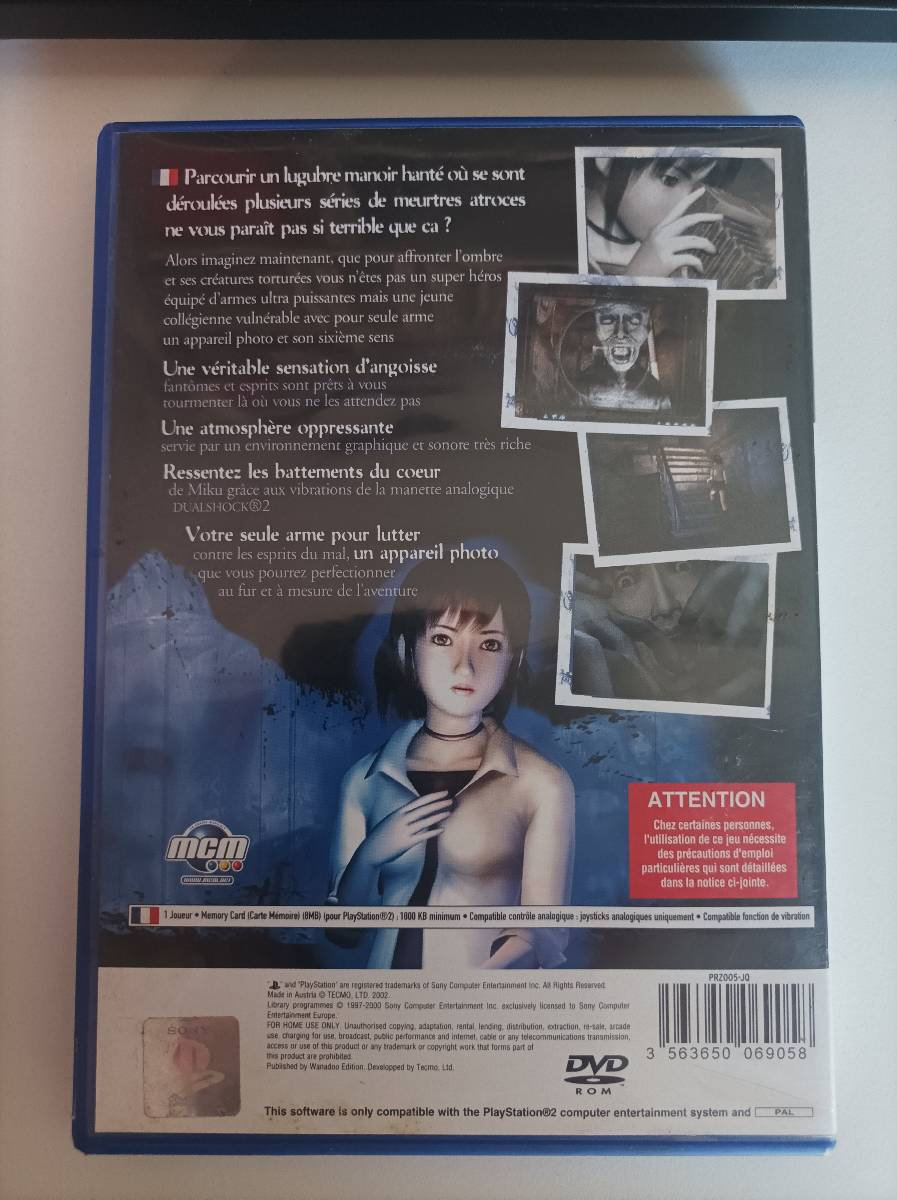 Parcourir un lugubre manoir hanté où se sont
déroulées plusieurs séries de meurtres atroces
ne vous paraît pas si terrible que ca ?
Alors imaginez maintenant, que pour affronter l'ombre
et ses créatures torturées vous n'êtes pas un super héros
équipé d'armes ultra puissantes mais une jeune
collégienne vulnérable avec pour seule arme
un appareil photo et son sixième sens
Une véritable sensation d'angoisse
fantômes et esprits sont prêts à vous
tourmenter là où vous ne les attendez pas
Une atmosphère oppressante
servie par un environnement graphique et sonore très riche
Ressentez les battements du coeur
de Miku grâce aux vibrations de la manette analogique
DUALSHOCK®2
Votre seule arme pour lutter
contre les esprits du mal, un appareil photo
que vous pourrez perfectionner
au fur et à mesure de l'aventure
ATTENTION
Chez certaines personnes,
l'utilisation de ce jeu nécessite
des précautions d'emploi
particulières qui sont détaillées
dans la notice ci-jointe.
mcm
1 Joueur • Memory Card (Carte Mémoire) (8MB) (pour PlayStation®2) : 1800 KB minimum • Compatible contrôle analogique : joysticks analogiques uniquement • Compatible fonction de vibration
" " and "PlayStation" are registered trademarks of Sony Computer Entertainment Inc. All Rights Reserved.
Made in Austria © TECMO, LTD. 2002.
Library programmes © 1997-2000 Sony Computer Entertainment Inc. exclusively licensed to Sony Computer
Entertainment Europe.
FOR HOME USE ONLY. Unauthorised copying, adaptation, rental, lending, distribution, extraction, re-sale, arcade
use, charging for use, broadcast, public performance and internet, cable or any telecommunications transmission,
access or use of this product or any trademark or copyright work that forms part of
this product are prohibited.
Published by Wanadoo Edition. Developped by Tecmo, Ltd.
PRZ005-JQ
3 563650 069058
SONY
DVD
ROM
This software is only compatible with the PlayStation®2 computer entertainment system and PAL